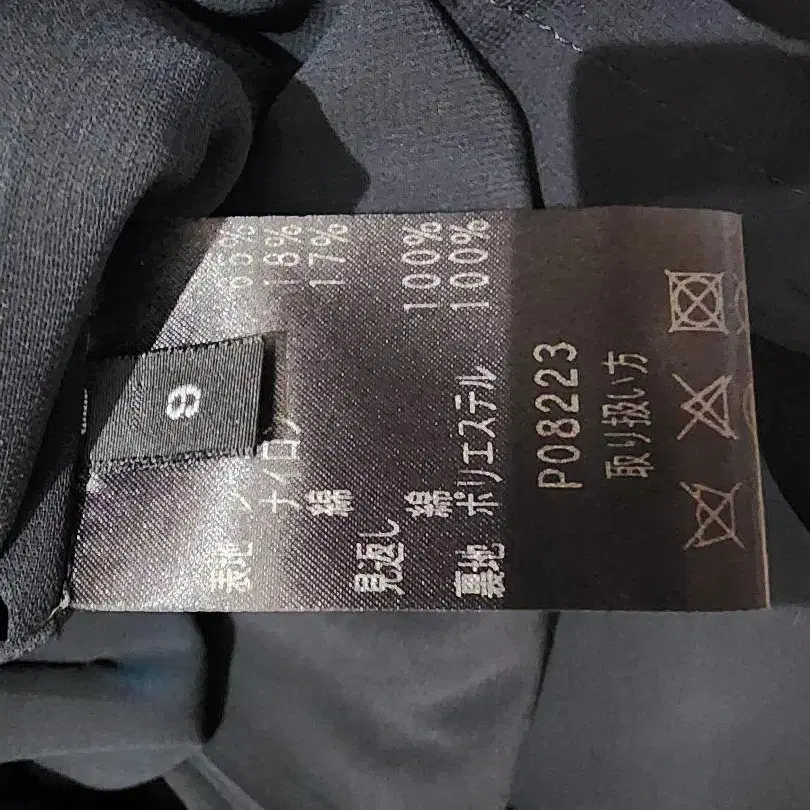 9
表地 65%
ナイロン 18%
綿 17%
見返し
綿 100%
裏地 ポリエステル 100%
P08223
取り扱い方